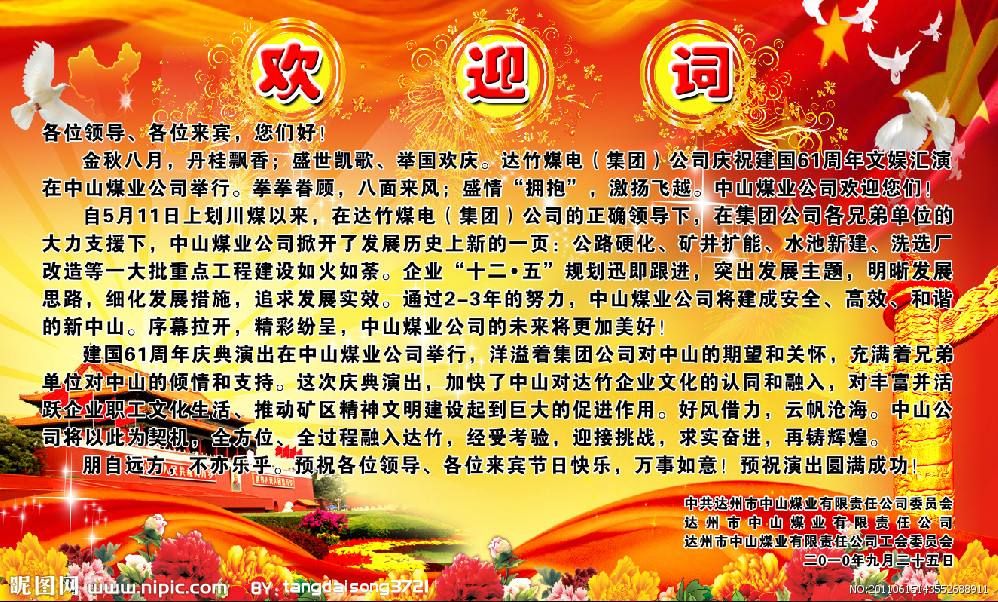 欢迎词
各位领导、各位来宾，您们好！
金秋八月，丹桂飘香；盛世凯歌、举国欢庆。达竹煤电（集团）公司庆祝建国61周年文娱汇演
在中山煤业公司举行。拳拳眷顾，八面来风；盛情“拥抱”，激扬飞越。中山煤业公司欢迎您们！
自5月11日上划川煤以来，在达竹煤电（集团）公司的正确领导下，在集团公司各兄弟单位的
大力支援下，中山煤业公司掀开了发展历史上新的一页：公路硬化、矿井扩能、水池新建、洗选厂
改造等一大批重点工程建设如火如荼。企业“十二·五”规划迅即跟进，突出发展主题，明晰发展
思路，细化发展措施，追求发展实效。通过2-3年的努力，中山煤业公司将建成安全、高效、和谐
的新中山。序幕拉开，精彩纷呈，中山煤业公司的未来将更加美好！
建国61周年庆典演出在中山煤业公司举行，洋溢着集团公司对中山的期望和关怀，充满着兄弟
单位对中山的倾情和支持。这次庆典演出，加快了中山对达竹企业文化的认同和融入，对丰富并活
跃企业职工文化生活、推动矿区精神文明建设起到巨大的促进作用。好风借力，云帆沧海。中山公
司将以此为契机，全方位、全过程融入达竹，经受考验，迎接挑战，求实奋进，再铸辉煌。
朋自远方，不亦乐乎。预祝各位领导、各位来宾节日快乐，万事如意！预祝演出圆满成功！
中共达州市中山煤业有限责任公司委员会
达州市中山煤业有限责任公司
达州市中山煤业有限责任公司工会委员会
二0一0年九月二十五日
昵图网 www.nipic.com BY: tangdaisong3721
NO:20110615143552688911